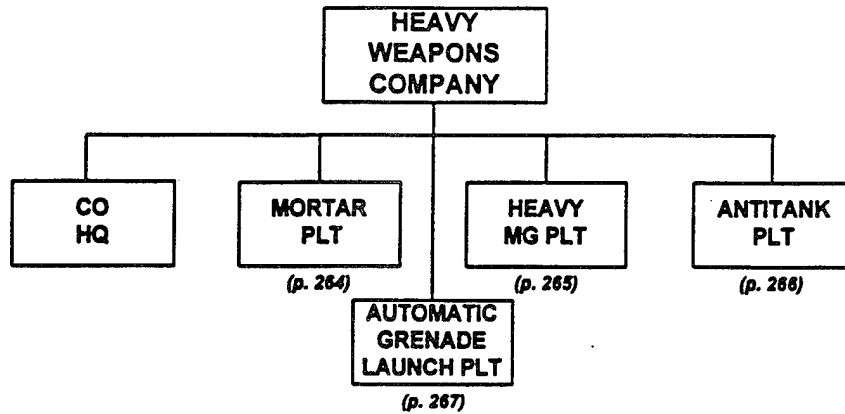 HEAVY
WEAPONS
COMPANY
CO
HQ
MORTAR
PLT
(p. 264)
HEAVY
MG PLT
(p. 265)
ANTITANK
PLT
(p. 266)
AUTOMATIC
GRENADE
LAUNCH PLT
(p. 267)